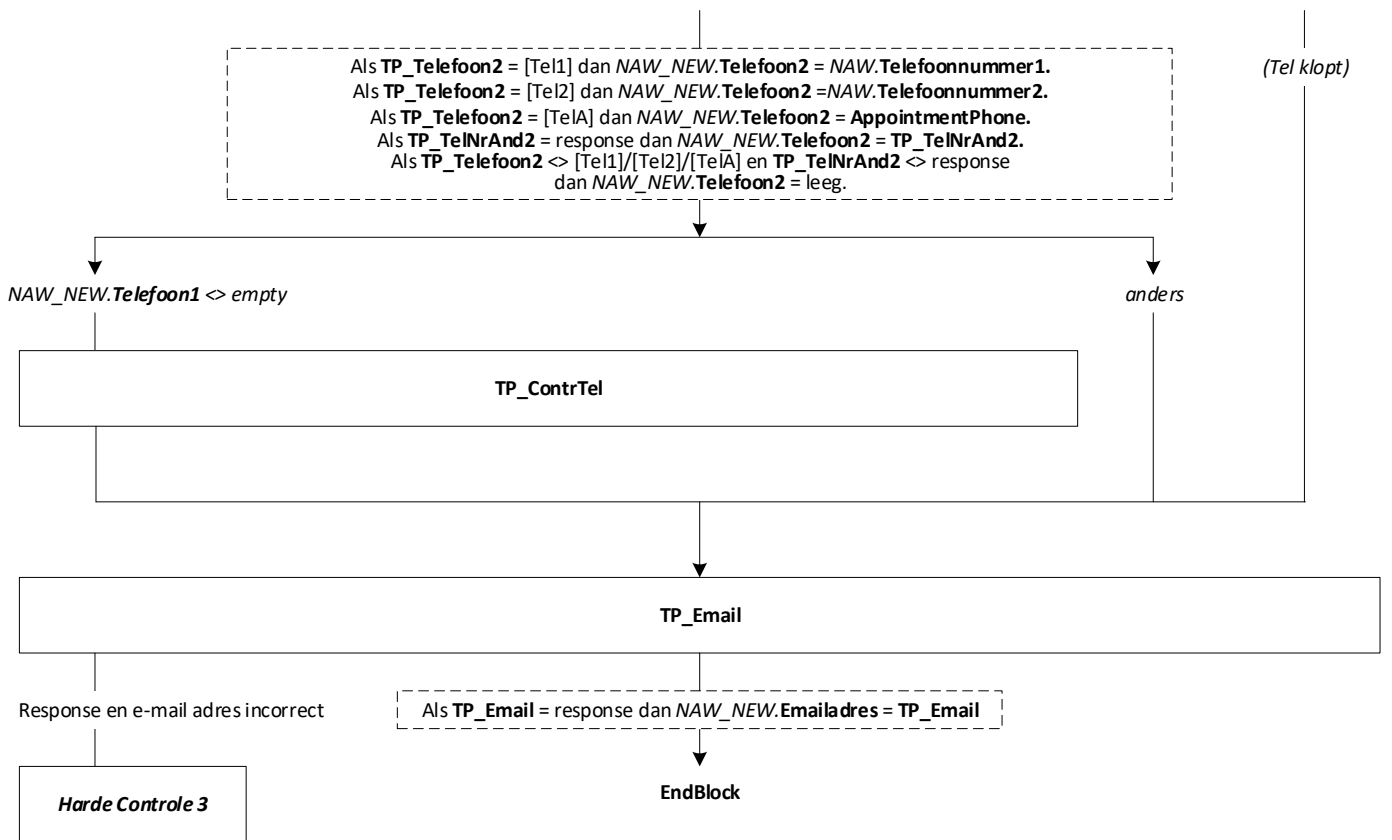 Als TP_Telefoon2 = [Tel1] dan NAW_NEW.Telefoon2 = NAW.Telefoonnummer1.
(Tel klopt)
Als TP_Telefoon2 = [Tel2] dan NAW_NEW.Telefoon2 =NAW.Telefoonnummer2.
Als TP_Telefoon2 = [TelA] dan NAW_NEW.Telefoon2 = AppointmentPhone.
Als TP_TelNrAnd2 = response dan NAW_NEW.Telefoon2 = TP_TelNrAnd2.
Als TP_Telefoon2 <> [Tel1]/[Tel2]/[TelA] en TP_TelNrAnd2 <> response
dan NAW_NEW.Telefoon2 = leeg.
NAW_NEW.Telefoon1 <> empty
anders
TP_ContrTel
TP_Email
Response en e-mail adres incorrect
Als TP_Email = response dan NAW_NEW.Emailadres = TP_Email
Harde Controle 3
EndBlock